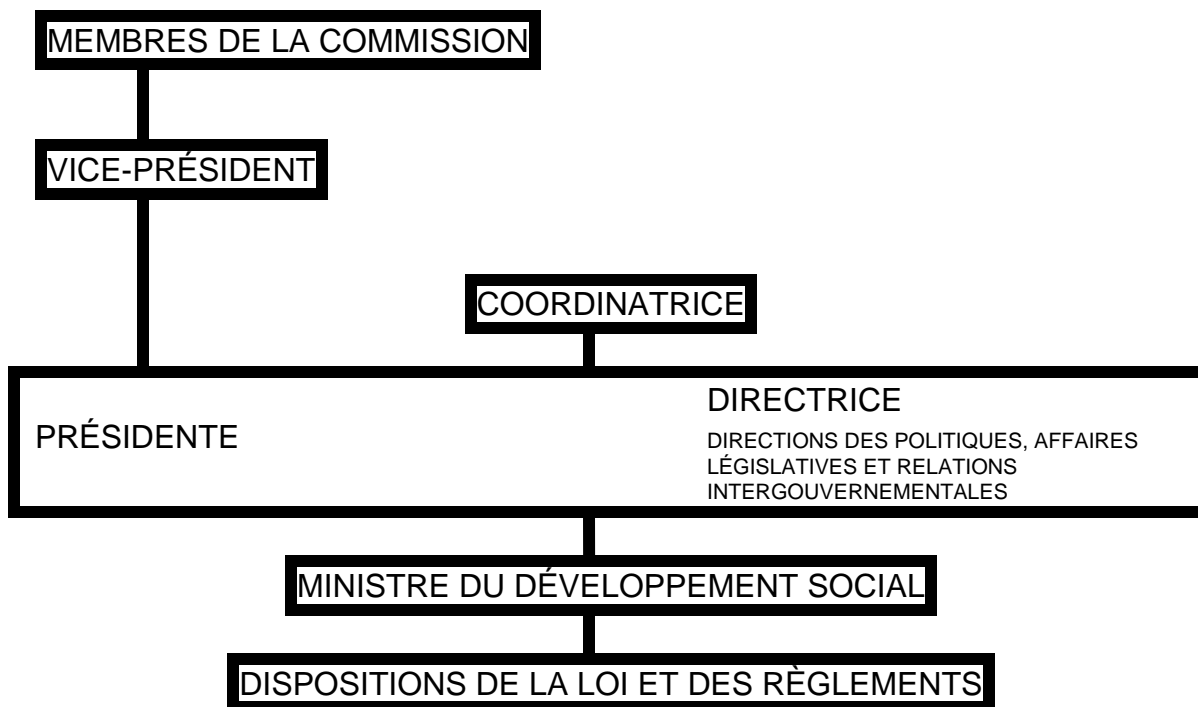 MEMBRES DE LA COMMISSION
VICE-PRÉSIDENT
COORDINATRICE
PRÉSIDENTE
DIRECTRICE
DIRECTIONS DES POLITIQUES, AFFAIRES
LÉGISLATIVES ET RELATIONS
INTERGOUVERNEMENTALES
MINISTRE DU DÉVELOPPEMENT SOCIAL
DISPOSITIONS DE LA LOI ET DES RÈGLEMENTS